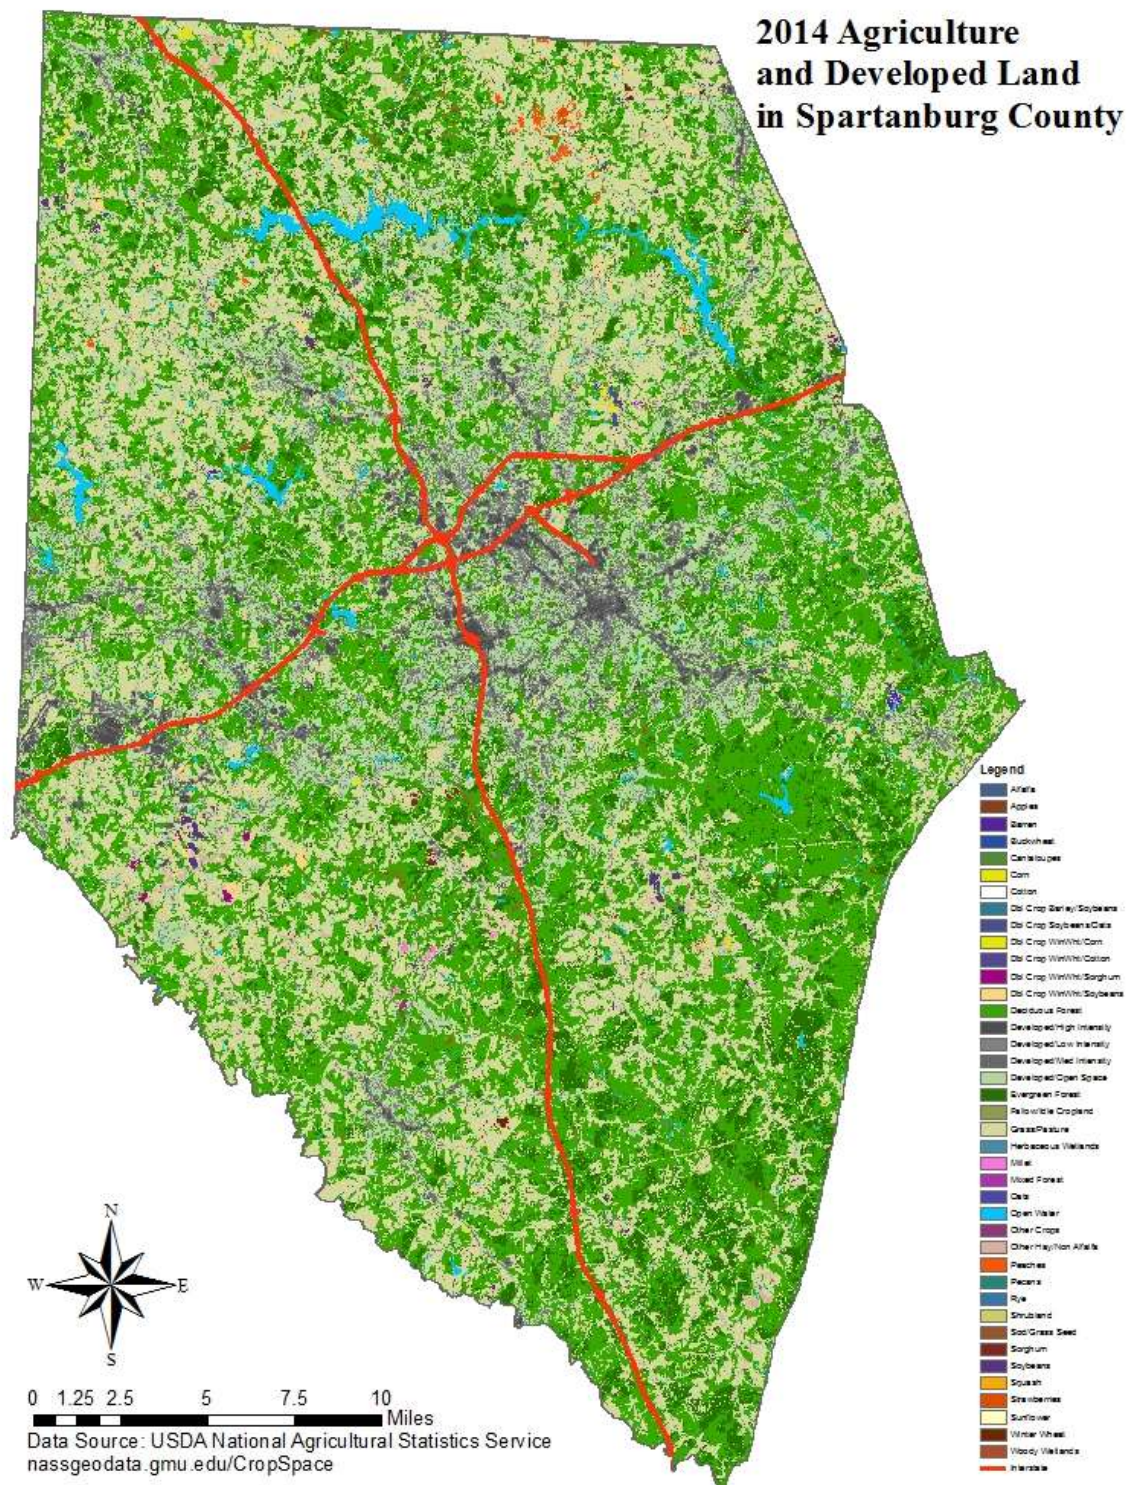 2014 Agriculture
and Developed Land
in Spartanburg County
Legend
Alfalfa
Apples
Barren
Buckwheat
Cantaloupes
Corn
Cotton
Dbl Crop Barley/Soybeans
Dbl Crop Soybeans/Oats
Dbl Crop WinWht/Corn
Dbl Crop WinWht/Cotton
Dbl Crop WinWht/Sorghum
Dbl Crop WinWht/Soybeans
Deciduous Forest
Developed/High Intensity
Developed/Low Intensity
Developed/Med Intensity
Developed/Open Space
Evergreen Forest
Fallow/Idle Cropland
Grass/Pasture
Herbaceous Wetlands
Millet
Mixed Forest
Oats
Open Water
Other Crops
Other Hay/Non Alfalfa
Peaches
Pecans
Rye
Shrubland
Sod/Grass Seed
Sorghum
Soybeans
Squash
Strawberries
Sunflower
Winter Wheat
Woody Wetlands
Interstate
N
W E
S
0 1.25 2.5 5 7.5 10
Miles
Data Source: USDA National Agricultural Statistics Service
nassgeodata.gmu.edu/CropSpace